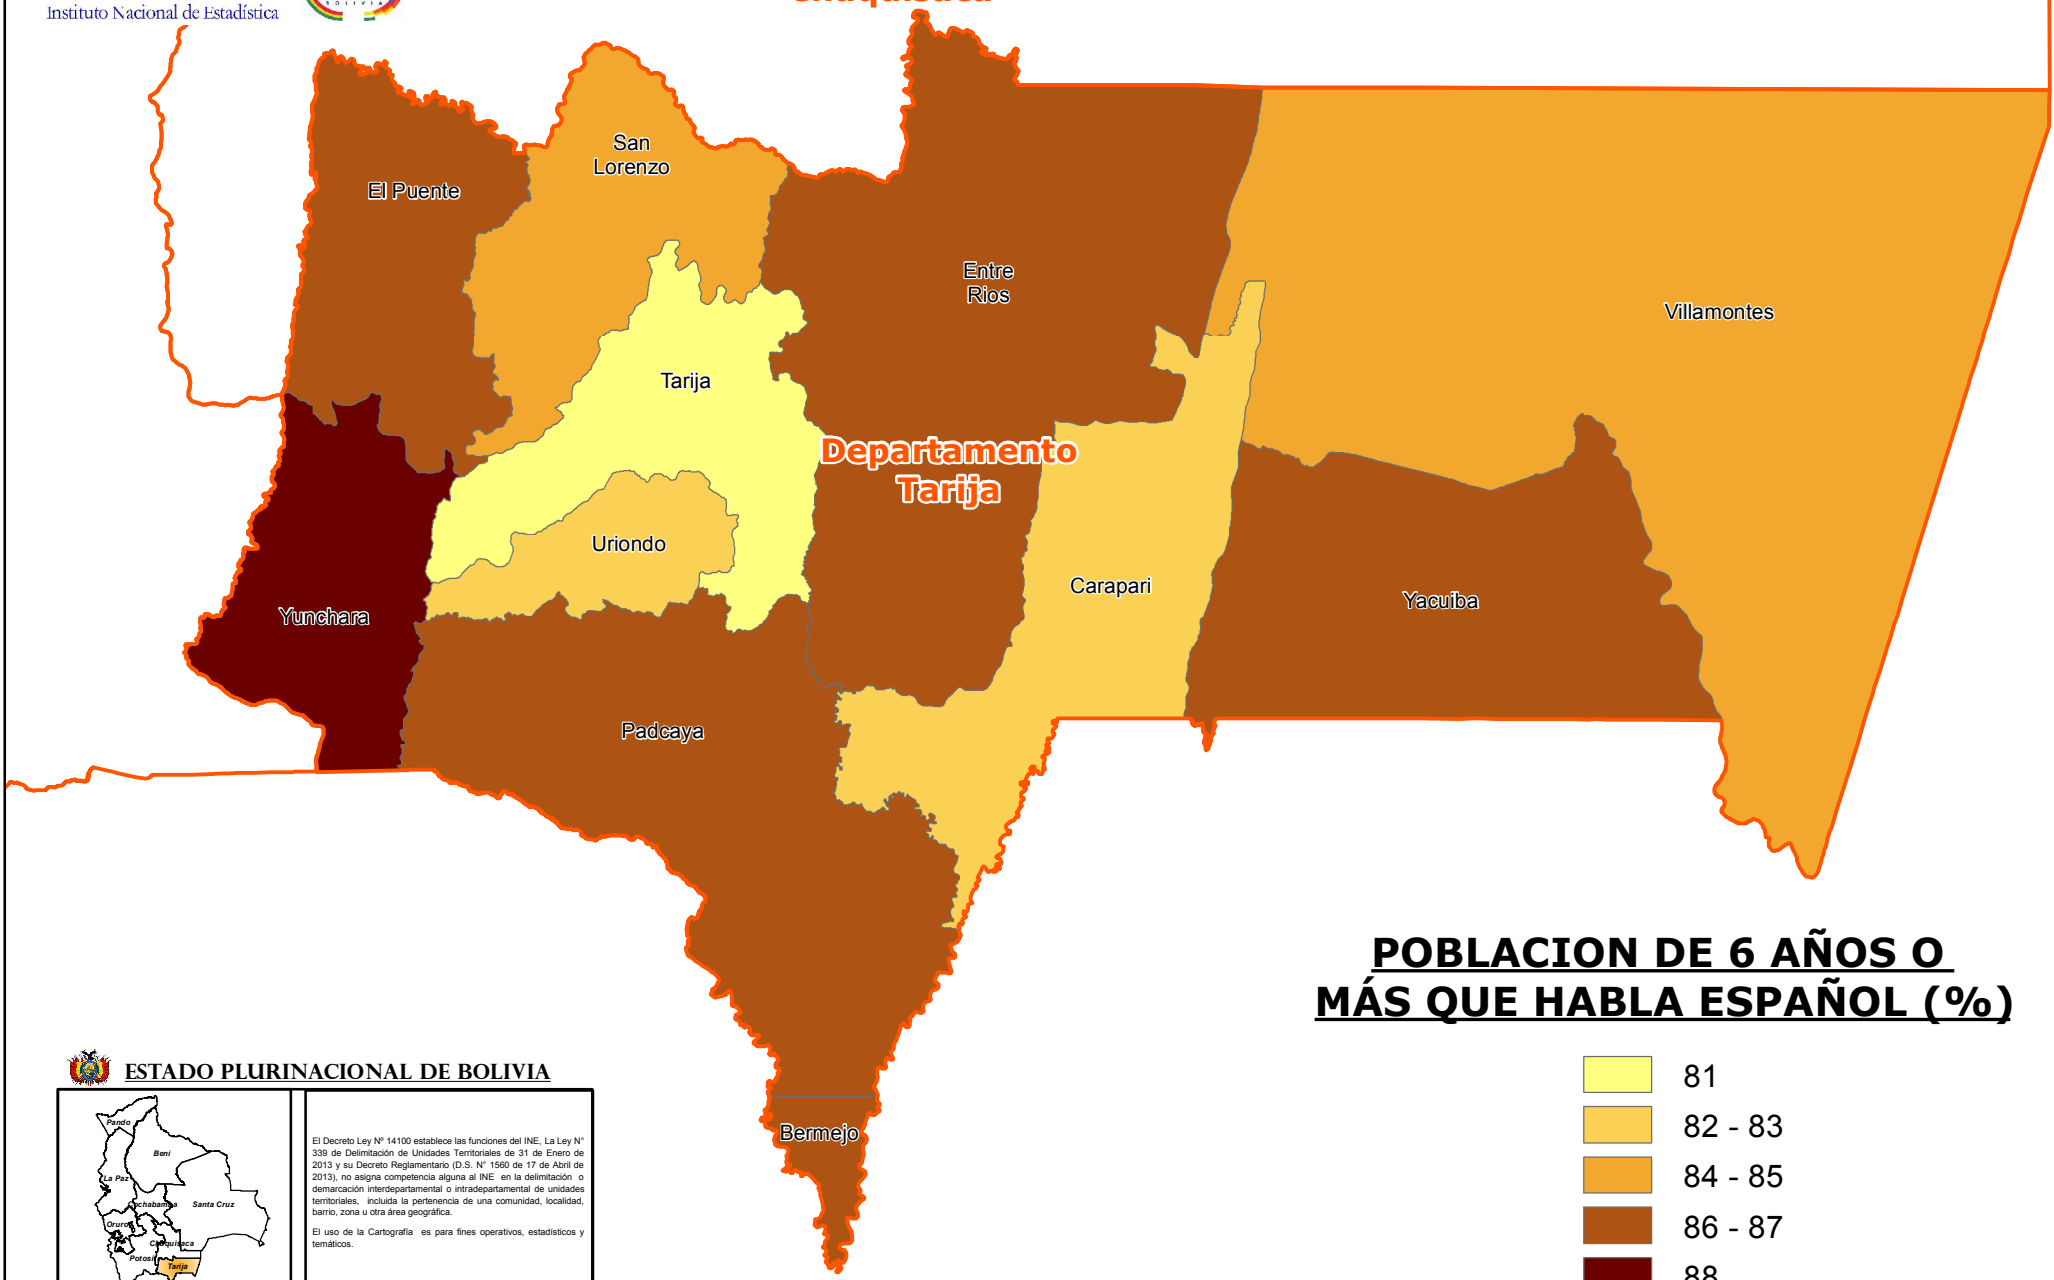 Instituto Nacional de Estadística
BOLIVIA
San
Lorenzo
El Puente
Entre
Rios
Villamontes
Tarija
Departamento
Tarija
Uriondo
Carapari
Yacuiba
Yunchara
Padcaya
Bermejo
POBLACION DE 6 AÑOS O
MÁS QUE HABLA ESPAÑOL (%)
81
82 - 83
84 - 85
86 - 87
88
ESTADO PLURINACIONAL DE BOLIVIA
Pando
Beni
La Paz
Santa Cruz
Oruro
Chuquisaca
Potosí
Tarija
El Decreto Ley Nº 14100 establece las funciones del INE, La Ley N°
339 de Delimitación de Unidades Territoriales de 31 de Enero de
2013 y su Decreto Reglamentario (D.S. N° 1560 de 17 de Abril de
2013), no asigna competencia alguna al INE en la delimitación o
demarcación interdepartamental o intradepartamental de unidades
territoriales, incluida la pertenencia de una comunidad, localidad,
barrio, zona u otra área geográfica.
El uso de la Cartografía es para fines operativos, estadísticos y
temáticos.